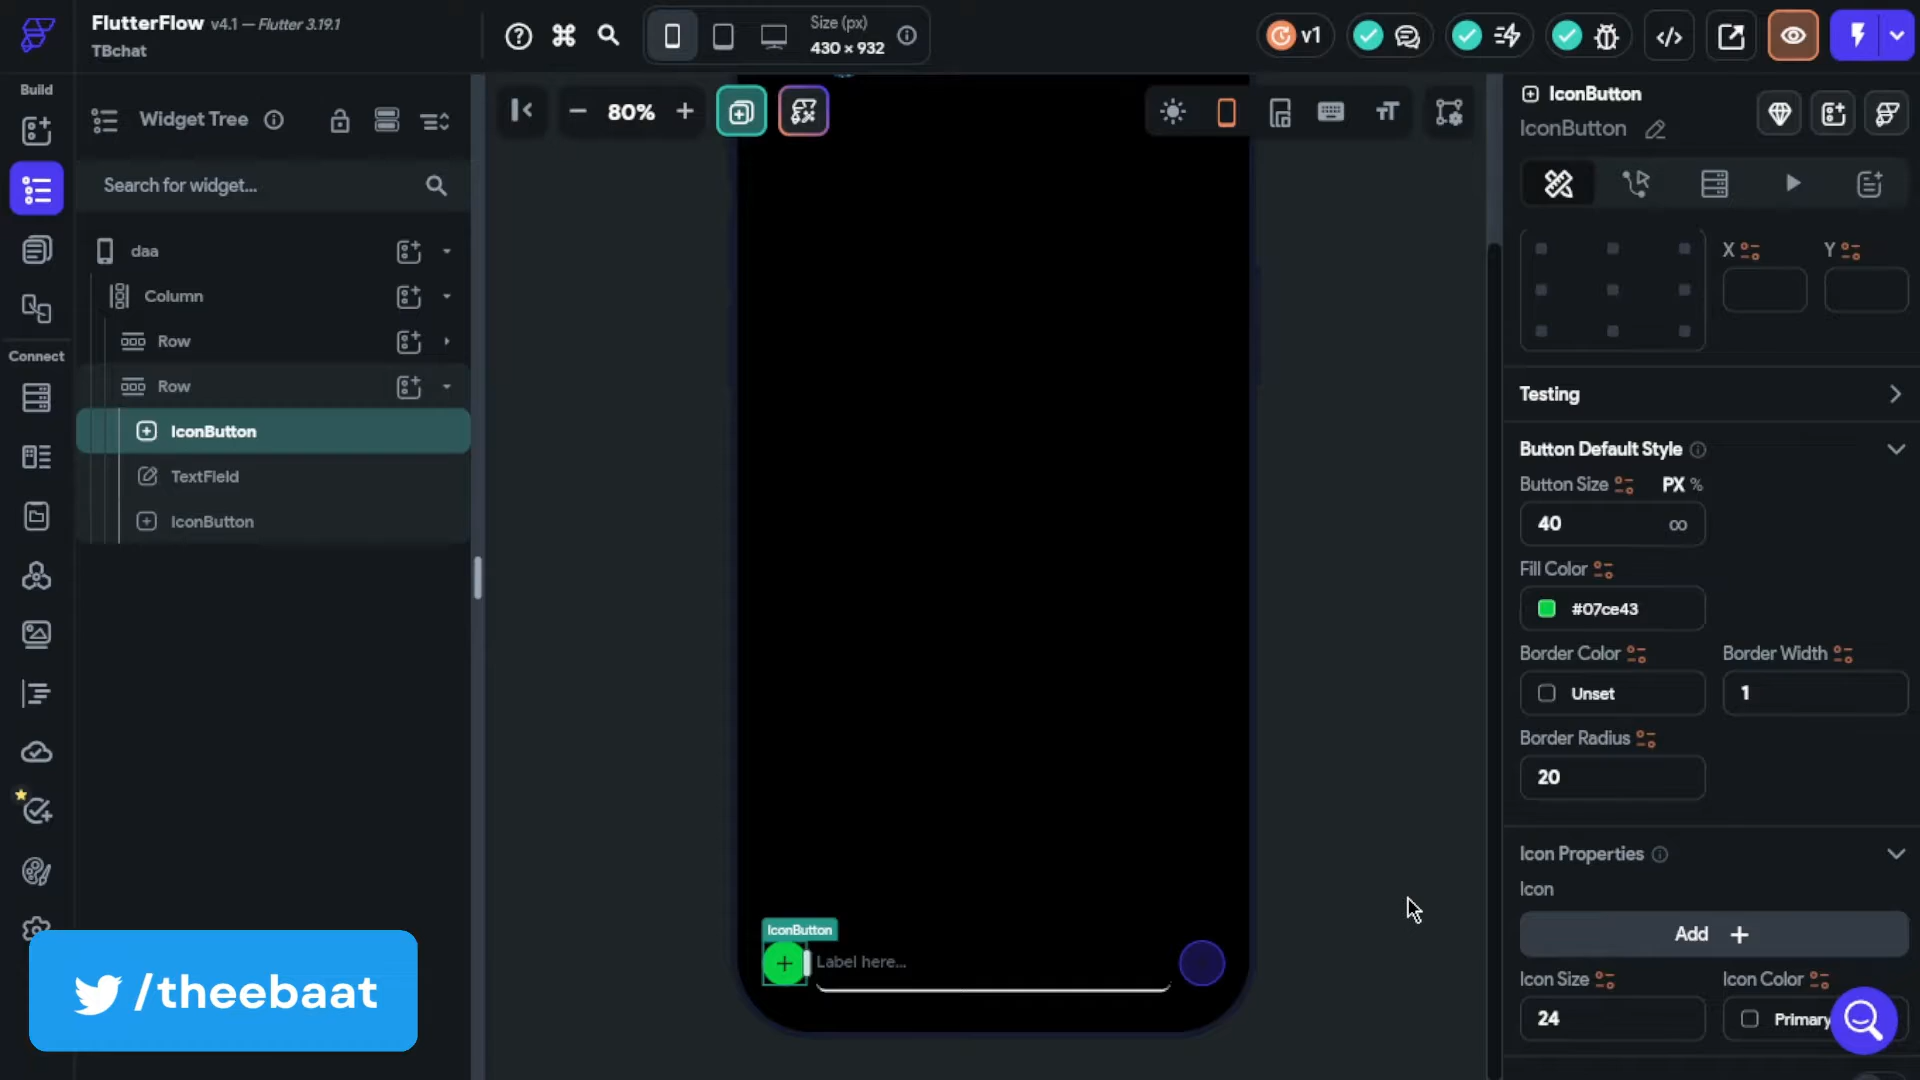 FlutterFlow v4.1 — Flutter 3.19.1
TBchat
Size (px)
430 × 932
v1
Build
Widget Tree
80%
IconButton
IconButton
Search for widget...
daa
X
Y
Column
Row
Connect
Row
Testing
IconButton
Button Default Style
TextField
Button Size
PX %
IconButton
40
Fill Color
#07ce43
Border Color
Border Width
Unset
1
Border Radius
20
Icon Properties
Icon
IconButton
Add +
Label here...
Icon Size
Icon Color
24
Primary
/theebaat